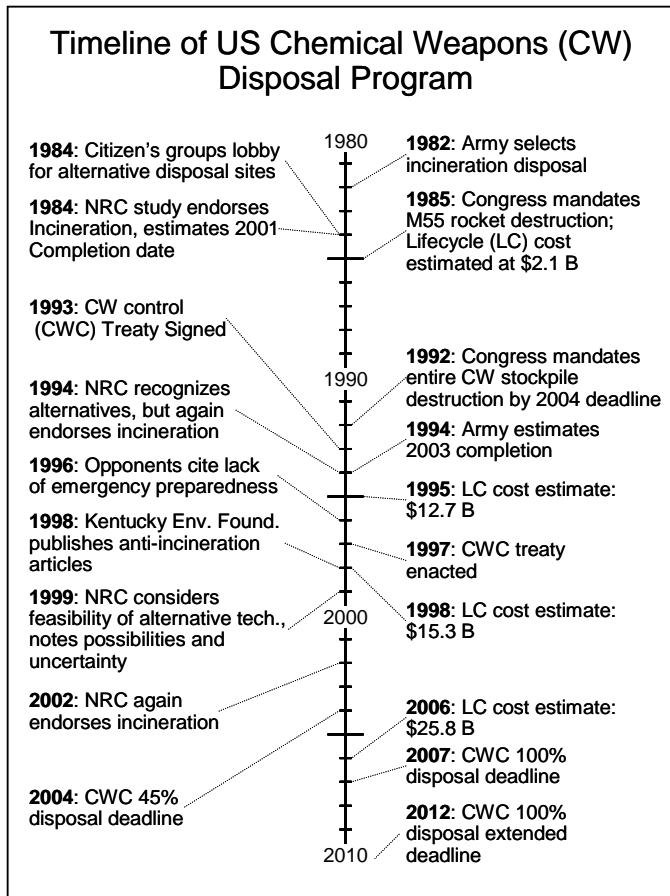 Timeline of US Chemical Weapons (CW)
Disposal Program
1980
1984: Citizen's groups lobby
for alternative disposal sites
1984: NRC study endorses
Incineration, estimates 2001
Completion date
1993: CW control
(CWC) Treaty Signed
1994: NRC recognizes
alternatives, but again
endorses incineration
1996: Opponents cite lack
of emergency preparedness
1998: Kentucky Env. Found.
publishes anti-incineration
articles
1999: NRC considers
feasibility of alternative tech.,
notes possibilities and
uncertainty
2002: NRC again
endorses incineration
2004: CWC 45%
disposal deadline
1990
2000
2010
1982: Army selects
incineration disposal
1985: Congress mandates
M55 rocket destruction;
Lifecycle (LC) cost
estimated at $2.1 B
1992: Congress mandates
entire CW stockpile
destruction by 2004 deadline
1994: Army estimates
2003 completion
1995: LC cost estimate:
$12.7 B
1997: CWC treaty
enacted
1998: LC cost estimate:
$15.3 B
2006: LC cost estimate:
$25.8 B
2007: CWC 100%
disposal deadline
2012: CWC 100%
disposal extended
deadline